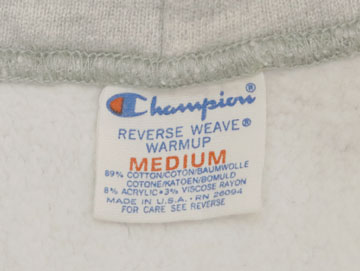 Champion®
REVERSE WEAVE®
WARMUP
MEDIUM
89% COTTON/COTON/BAUMWOLLE
COTONE/KATOEN/BOMULD
8% ACRYLIC•3% VISCOSE RAYON
MADE IN U.S.A. • RN 26094
FOR CARE SEE REVERSE